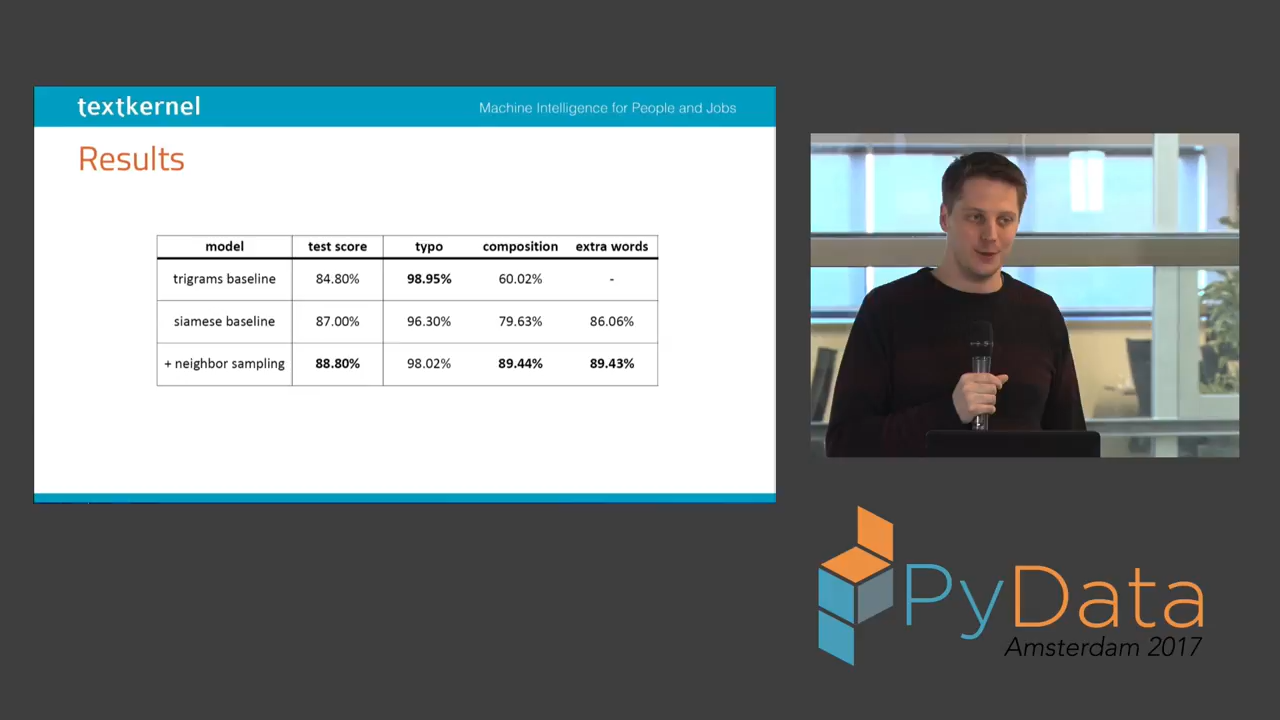 textkernel
Machine Intelligence for People and Jobs
Results
model test score typo composition extra words
trigrams baseline 84.80% 98.95% 60.02% -
siamese baseline 87.00% 96.30% 79.63% 86.06%
+ neighbor sampling 88.80% 98.02% 89.44% 89.43%
PyData
Amsterdam 2017